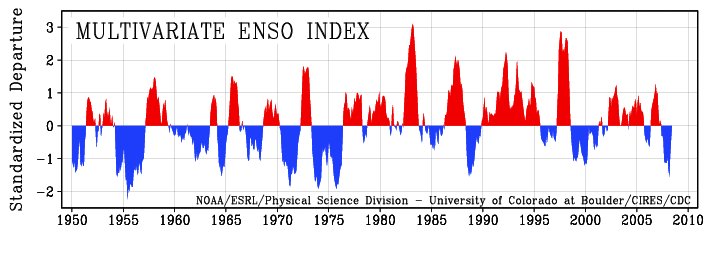 MULTIVARIATE ENSO INDEX
Standardized Departure
3
2
1
0
−1
−2
NOAA/ESRL/Physical Science Division − University of Colorado at Boulder/CIRES/CDC
1950 1955 1960 1965 1970 1975 1980 1985 1990 1995 2000 2005 2010